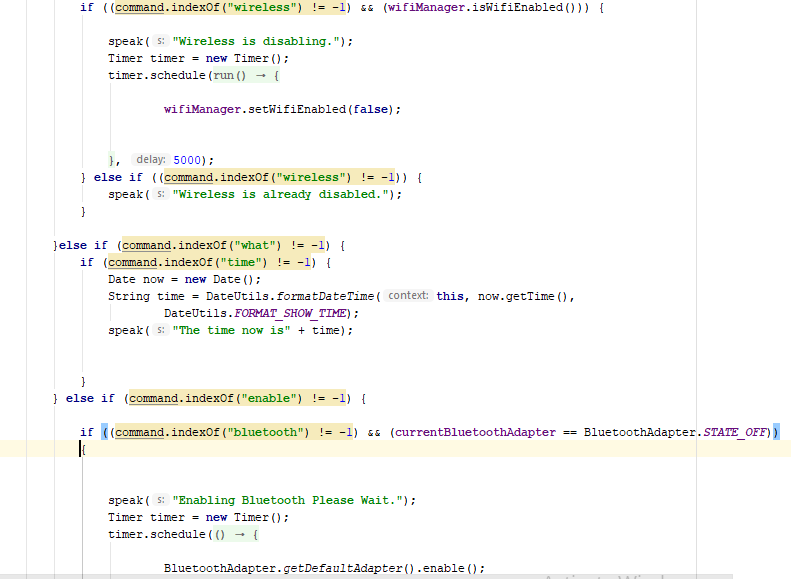 if ((command.indexOf("wireless") != -1) && (wifiManager.isWifiEnabled())) {
speak( s: "Wireless is disabling.");
Timer timer = new Timer();
timer.schedule(run() → {
wifiManager.setWifiEnabled(false);
}, delay: 5000);
} else if ((command.indexOf("wireless") != -1)) {
speak( s: "Wireless is already disabled.");
}
}else if (command.indexOf("what") != -1) {
if (command.indexOf("time") != -1) {
Date now = new Date();
String time = DateUtils.formatDateTime( context: this, now.getTime(),
DateUtils.FORMAT_SHOW_TIME);
speak( s: "The time now is" + time);
}
} else if (command.indexOf("enable") != -1) {
if ((command.indexOf("bluetooth") != -1) && (currentBluetoothAdapter == BluetoothAdapter.STATE_OFF))
{
speak( s: "Enabling Bluetooth Please Wait.");
Timer timer = new Timer();
timer.schedule(() → {
BluetoothAdapter.getDefaultAdapter().enable();